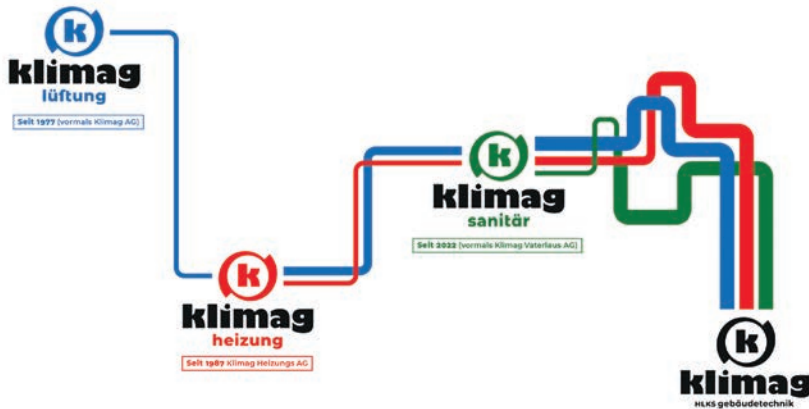 k
klimag
lüftung
Seit 1977 (vormals Klimag AG)
k
klimag
sanitär
Seit 2022 (vormals Klimag Vaterlaus AG)
k
klimag
heizung
Seit 1987 Klimag Heizungs AG
k
klimag
HLKS gebäudetechnik